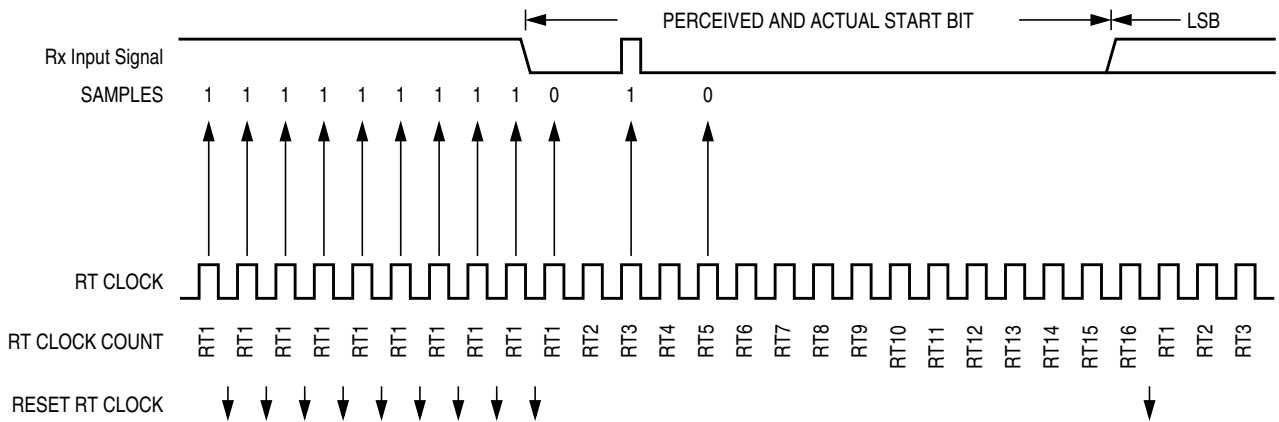 PERCEIVED AND ACTUAL START BIT LSB
Rx Input Signal
SAMPLES 1 1 1 1 1 1 1 1 1 0 1 0
RT CLOCK
RT CLOCK COUNT RT1 RT1 RT1 RT1 RT1 RT1 RT1 RT1 RT1 RT1 RT2 RT3 RT4 RT5 RT6 RT7 RT8 RT9 RT10 RT11 RT12 RT13 RT14 RT15 RT16 RT1 RT2 RT3
RESET RT CLOCK